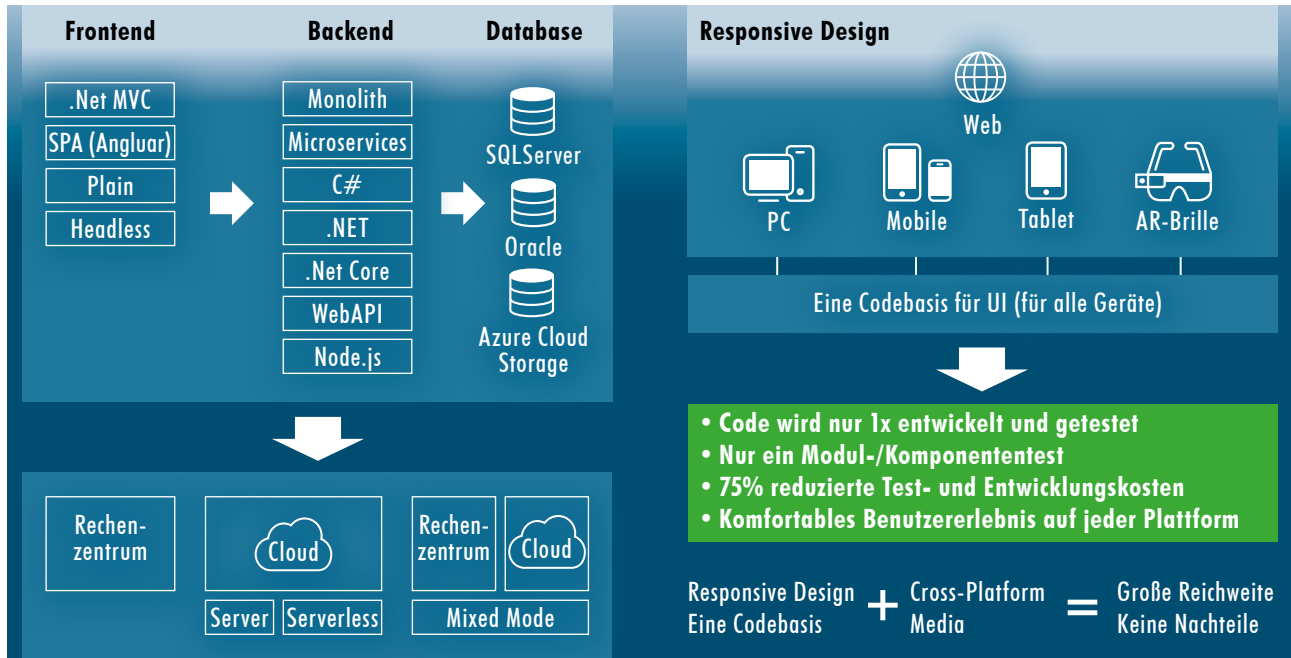 Frontend
Backend
Database
.Net MVC
SPA (Angluar)
Plain
Headless
Monolith
Microservices
C#
.NET
.Net Core
WebAPI
Node.js
SQLServer
Oracle
Azure Cloud
Storage
Rechen-
zentrum
Cloud
Server
Serverless
Rechen-
zentrum
Cloud
Mixed Mode
Responsive Design
Web
PC
Mobile
Tablet
AR-Brille
Eine Codebasis für UI (für alle Geräte)
• Code wird nur 1x entwickelt und getestet
• Nur ein Modul-/Komponententest
• 75% reduzierte Test- und Entwicklungskosten
• Komfortables Benutzererlebnis auf jeder Plattform
Responsive Design
Eine Codebasis
+
Cross-Platform
Media
=
Große Reichweite
Keine Nachteile